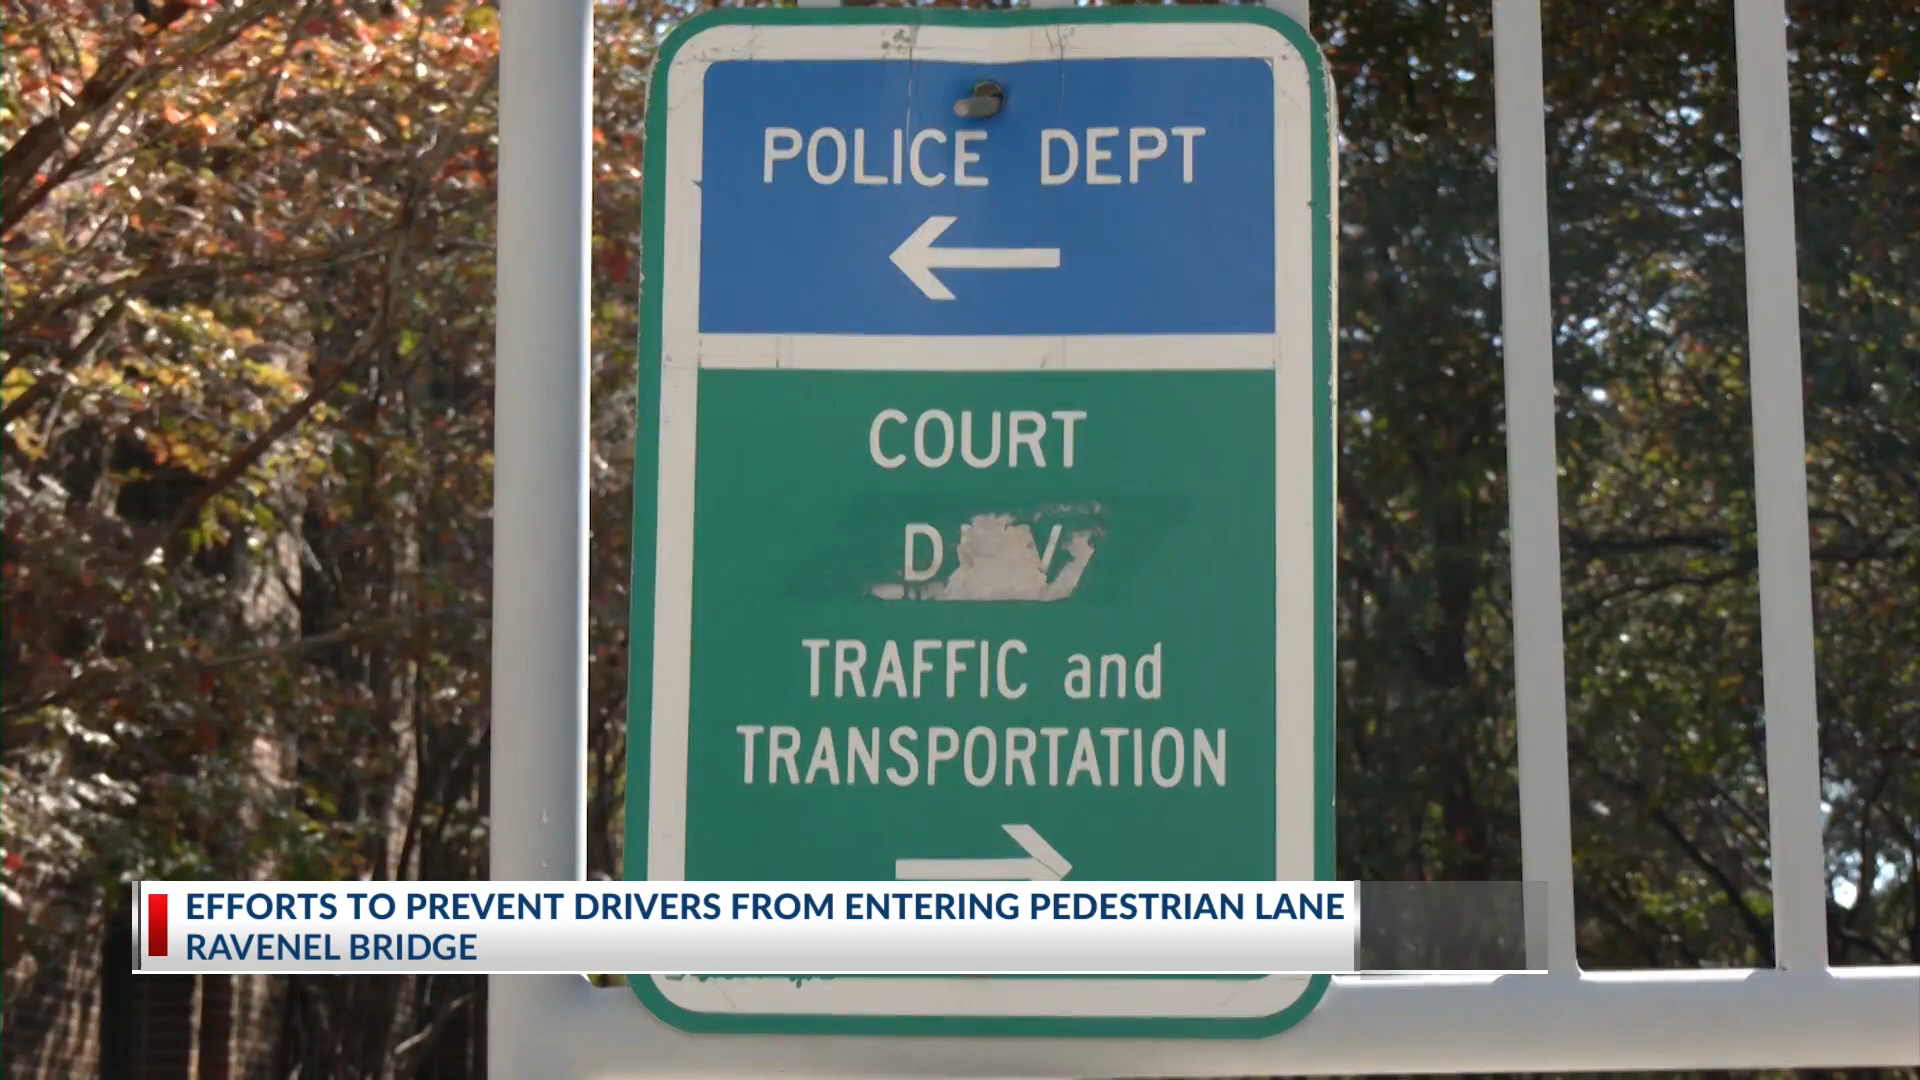 POLICE DEPT
COURT
TRAFFIC and
TRANSPORTATION
EFFORTS TO PREVENT DRIVERS FROM ENTERING PEDESTRIAN LANE
RAVENEL BRIDGE